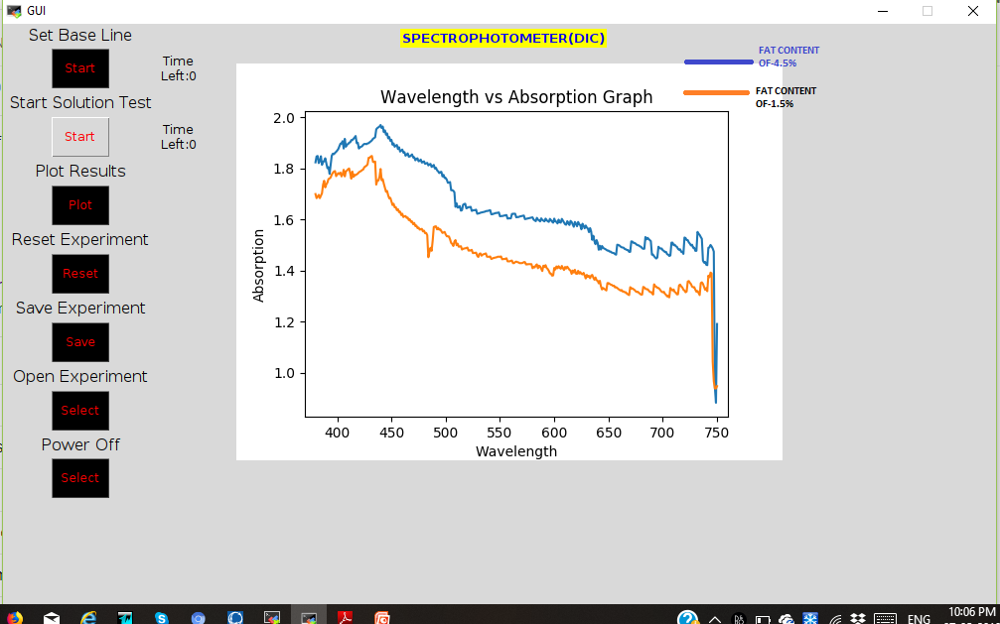 GUI
Set Base Line
Start
Time
Left:0
Start Solution Test
Start
Time
Left:0
Plot Results
Plot
Reset Experiment
Reset
Save Experiment
Save
Open Experiment
Select
Power Off
Select
SPECTROPHOTOMETER(DIC)
FAT CONTENT
OF-4.5%
FAT CONTENT
OF-1.5%
Wavelength vs Absorption Graph
Absorption
2.0
1.8
1.6
1.4
1.2
1.0
400 450 500 550 600 650 700 750
Wavelength
ENG
10:06 PM